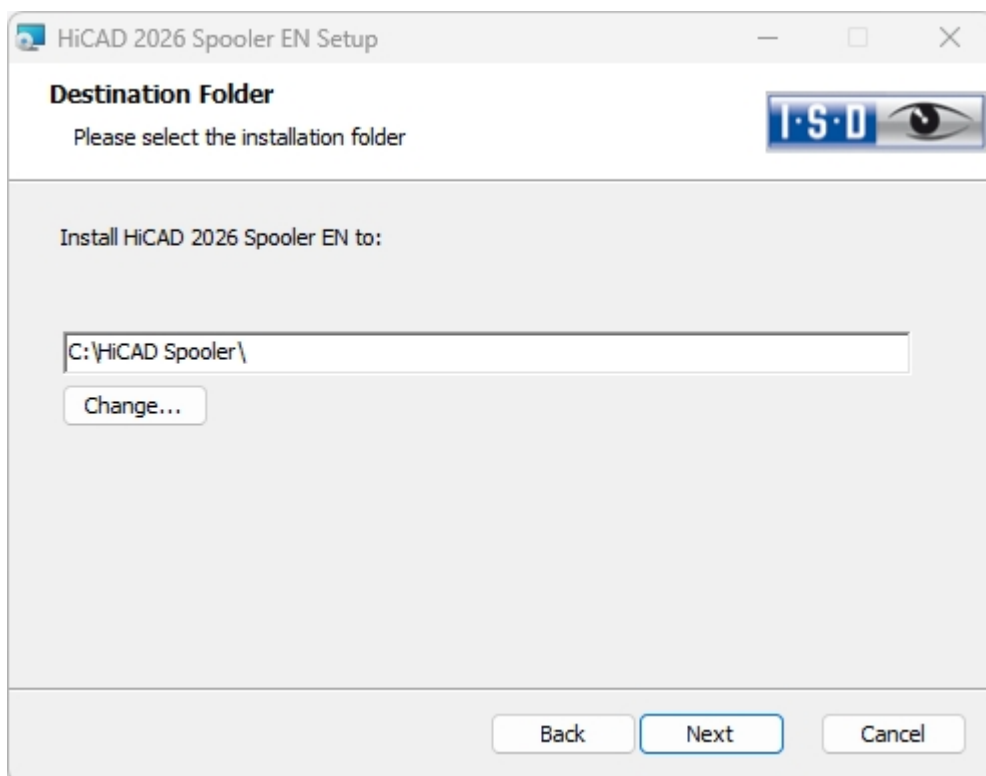 HiCAD 2026 Spooler EN Setup
Destination Folder
Please select the installation folder
I·S·D
Install HiCAD 2026 Spooler EN to:
C:\HiCAD Spooler\
Change...
Back Next Cancel